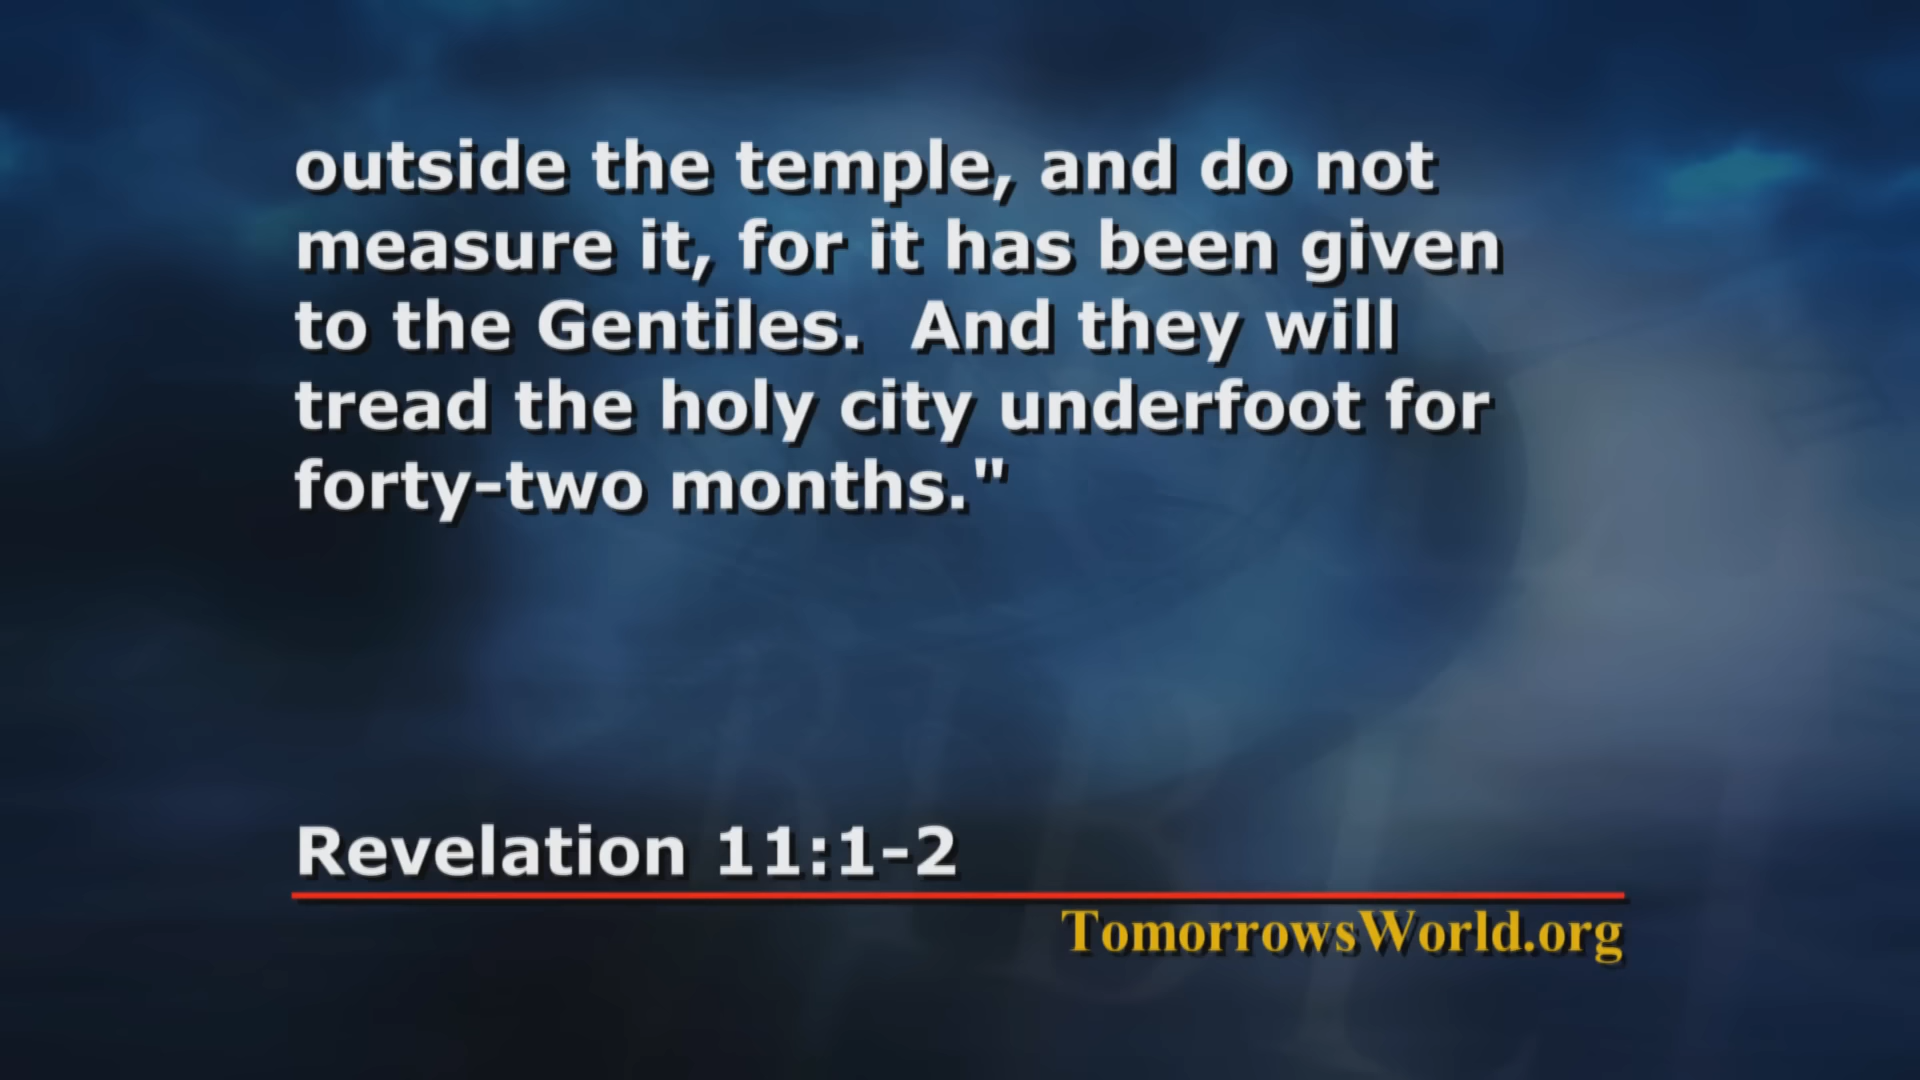 outside the temple, and do not
measure it, for it has been given
to the Gentiles.  And they will
tread the holy city underfoot for
forty-two months."
Revelation 11:1-2
TomorrowsWorld.org